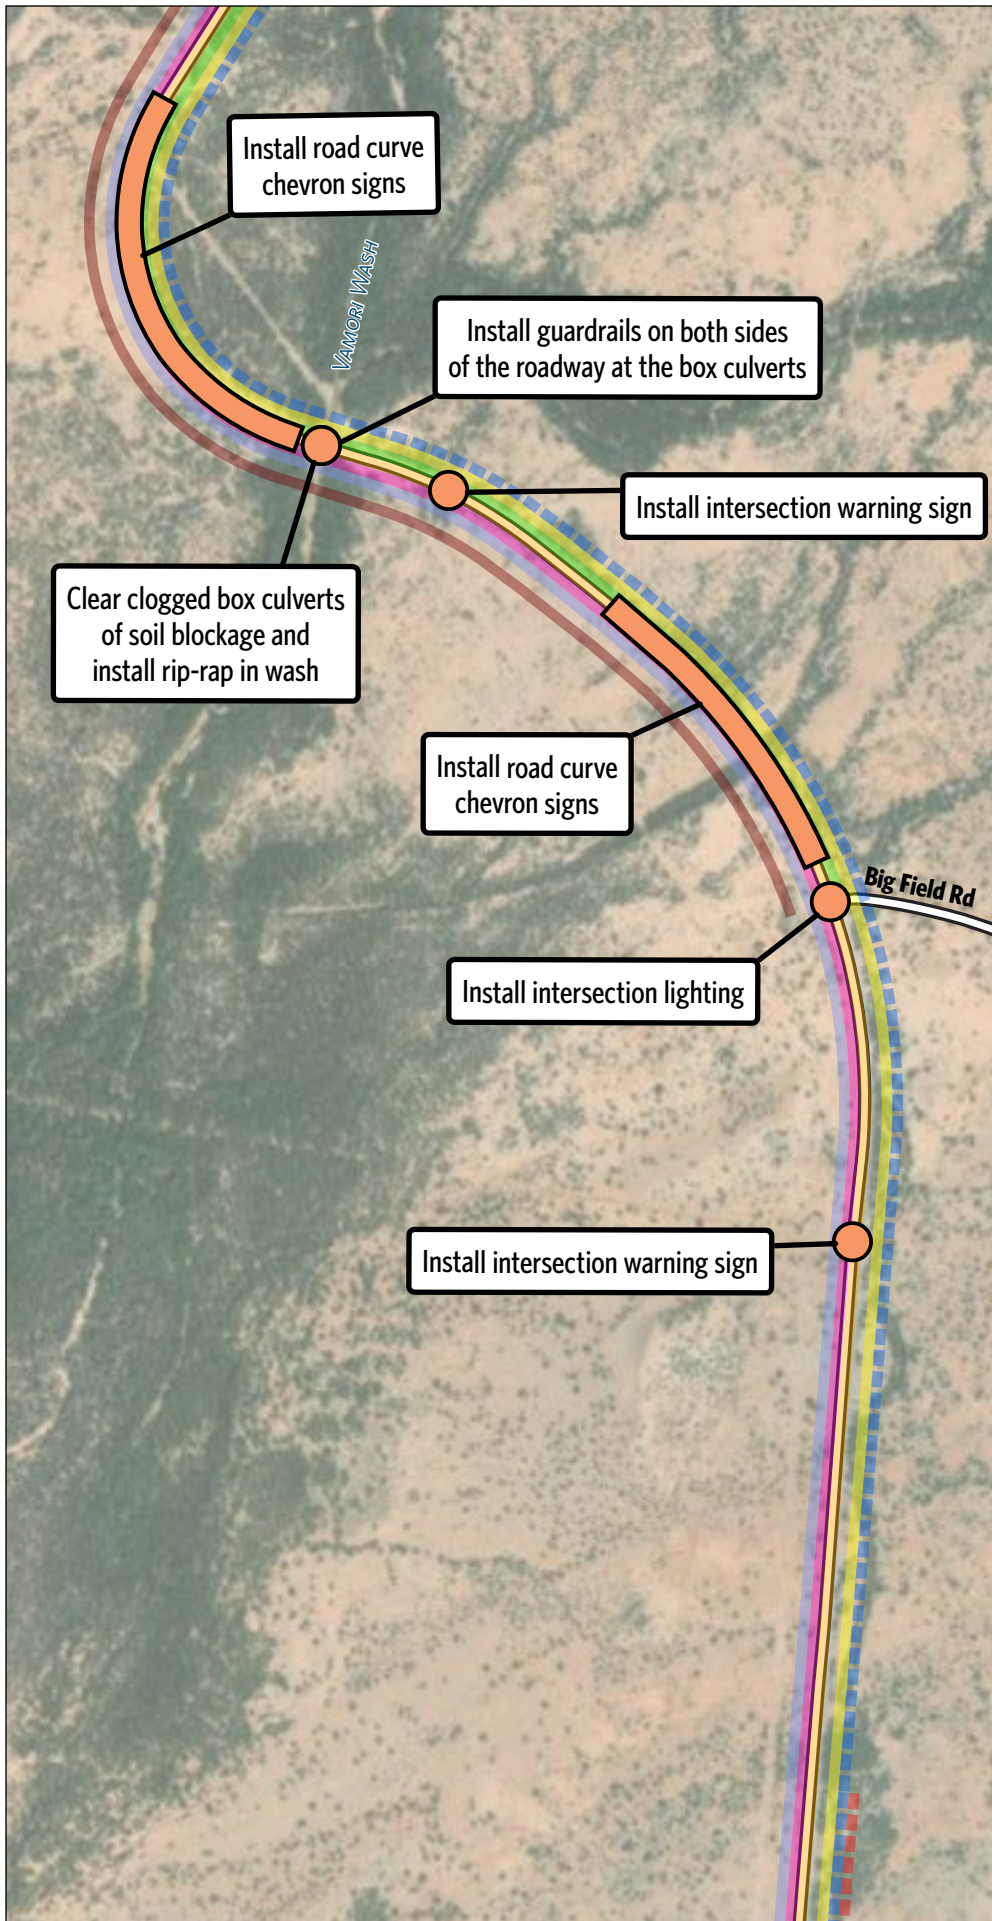 Install road curve
chevron signs
VAMORI WASH
Install guardrails on both sides
of the roadway at the box culverts
Install intersection warning sign
Clear clogged box culverts
of soil blockage and
install rip-rap in wash
Install road curve
chevron signs
Big Field Rd
Install intersection lighting
Install intersection warning sign